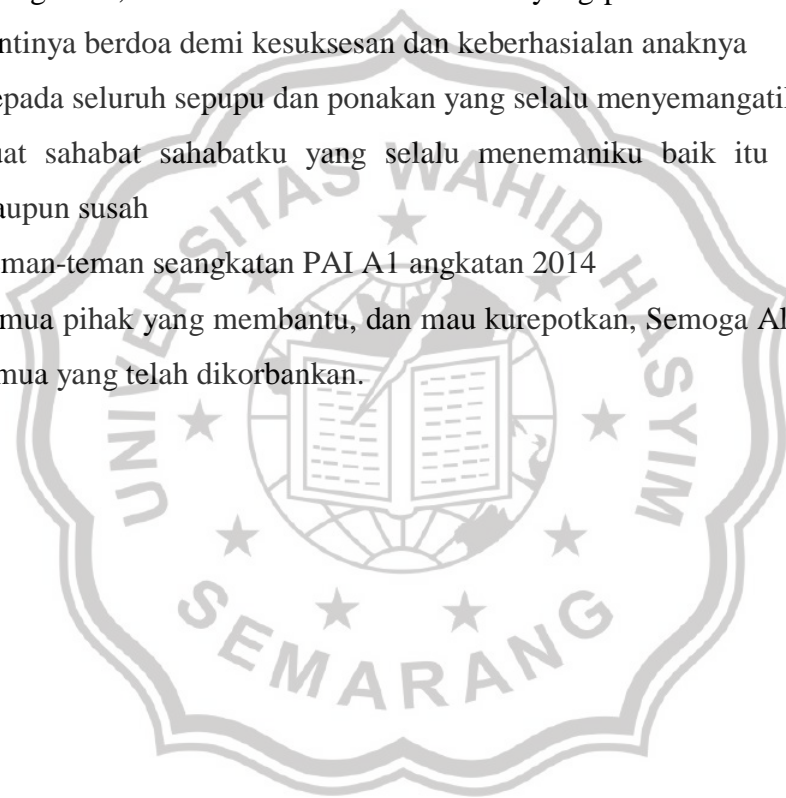 ntinya berdoa demi kesuksesan dan keberhasialan anaknya
epada seluruh sepupu dan ponakan yang selalu menyemangatil
uat sahabat sahabatku yang selalu menemaniku baik itu
aupun susah
man-teman seangkatan PAI A1 angkatan 2014
mua pihak yang membantu, dan mau kurepotkan, Semoga Al
mua yang telah dikorbankan.
UNIVERSITAS WAHID HASYIM
SEMARANG